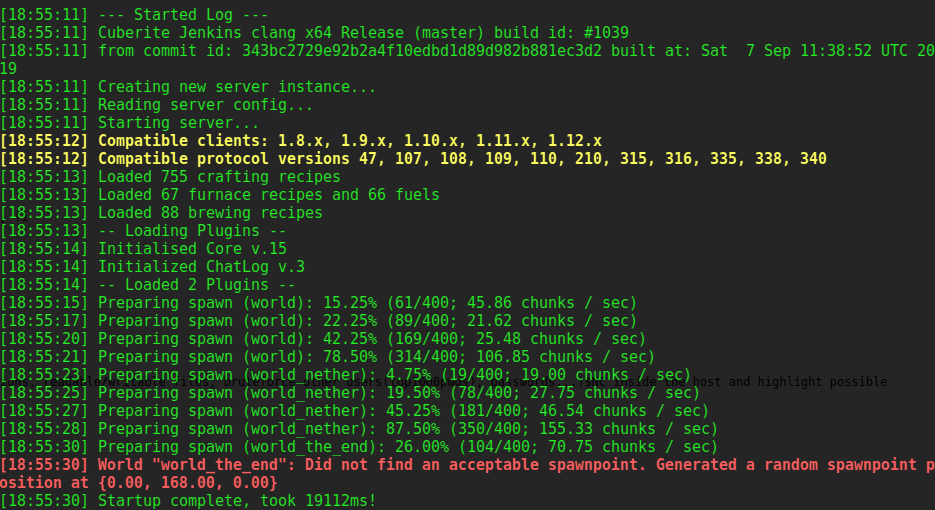 [18:55:11] --- Started Log ---
[18:55:11] Cuberite Jenkins clang x64 Release (master) build id: #1039
[18:55:11] from commit id: 343bc2729e92b2a4f10edbd1d89d982b881ec3d2 built at: Sat  7 Sep 11:38:52 UTC 20
19
[18:55:11] Creating new server instance...
[18:55:11] Reading server config...
[18:55:11] Starting server...
[18:55:12] Compatible clients: 1.8.x, 1.9.x, 1.10.x, 1.11.x, 1.12.x
[18:55:12] Compatible protocol versions 47, 107, 108, 109, 110, 210, 315, 316, 335, 338, 340
[18:55:13] Loaded 755 crafting recipes
[18:55:13] Loaded 67 furnace recipes and 66 fuels
[18:55:13] Loaded 88 brewing recipes
[18:55:13] -- Loading Plugins --
[18:55:14] Initialised Core v.15
[18:55:14] Initialized ChatLog v.3
[18:55:14] -- Loaded 2 Plugins --
[18:55:15] Preparing spawn (world): 15.25% (61/400; 45.86 chunks / sec)
[18:55:17] Preparing spawn (world): 22.25% (89/400; 21.62 chunks / sec)
[18:55:20] Preparing spawn (world): 42.25% (169/400; 25.48 chunks / sec)
[18:55:21] Preparing spawn (world): 78.50% (314/400; 106.85 chunks / sec)
[18:55:23] Preparing spawn (world_nether): 4.75% (19/400; 19.00 chunks / sec)
inside the host and highlight possible
[18:55:25] Preparing spawn (world_nether): 19.50% (78/400; 27.75 chunks / sec)
[18:55:27] Preparing spawn (world_nether): 45.25% (181/400; 46.54 chunks / sec)
[18:55:28] Preparing spawn (world_nether): 87.50% (350/400; 155.33 chunks / sec)
[18:55:30] Preparing spawn (world_the_end): 26.00% (104/400; 70.75 chunks / sec)
[18:55:30] World "world_the_end": Did not find an acceptable spawnpoint. Generated a random spawnpoint p
osition at {0.00, 168.00, 0.00}
[18:55:30] Startup complete, took 19112ms!